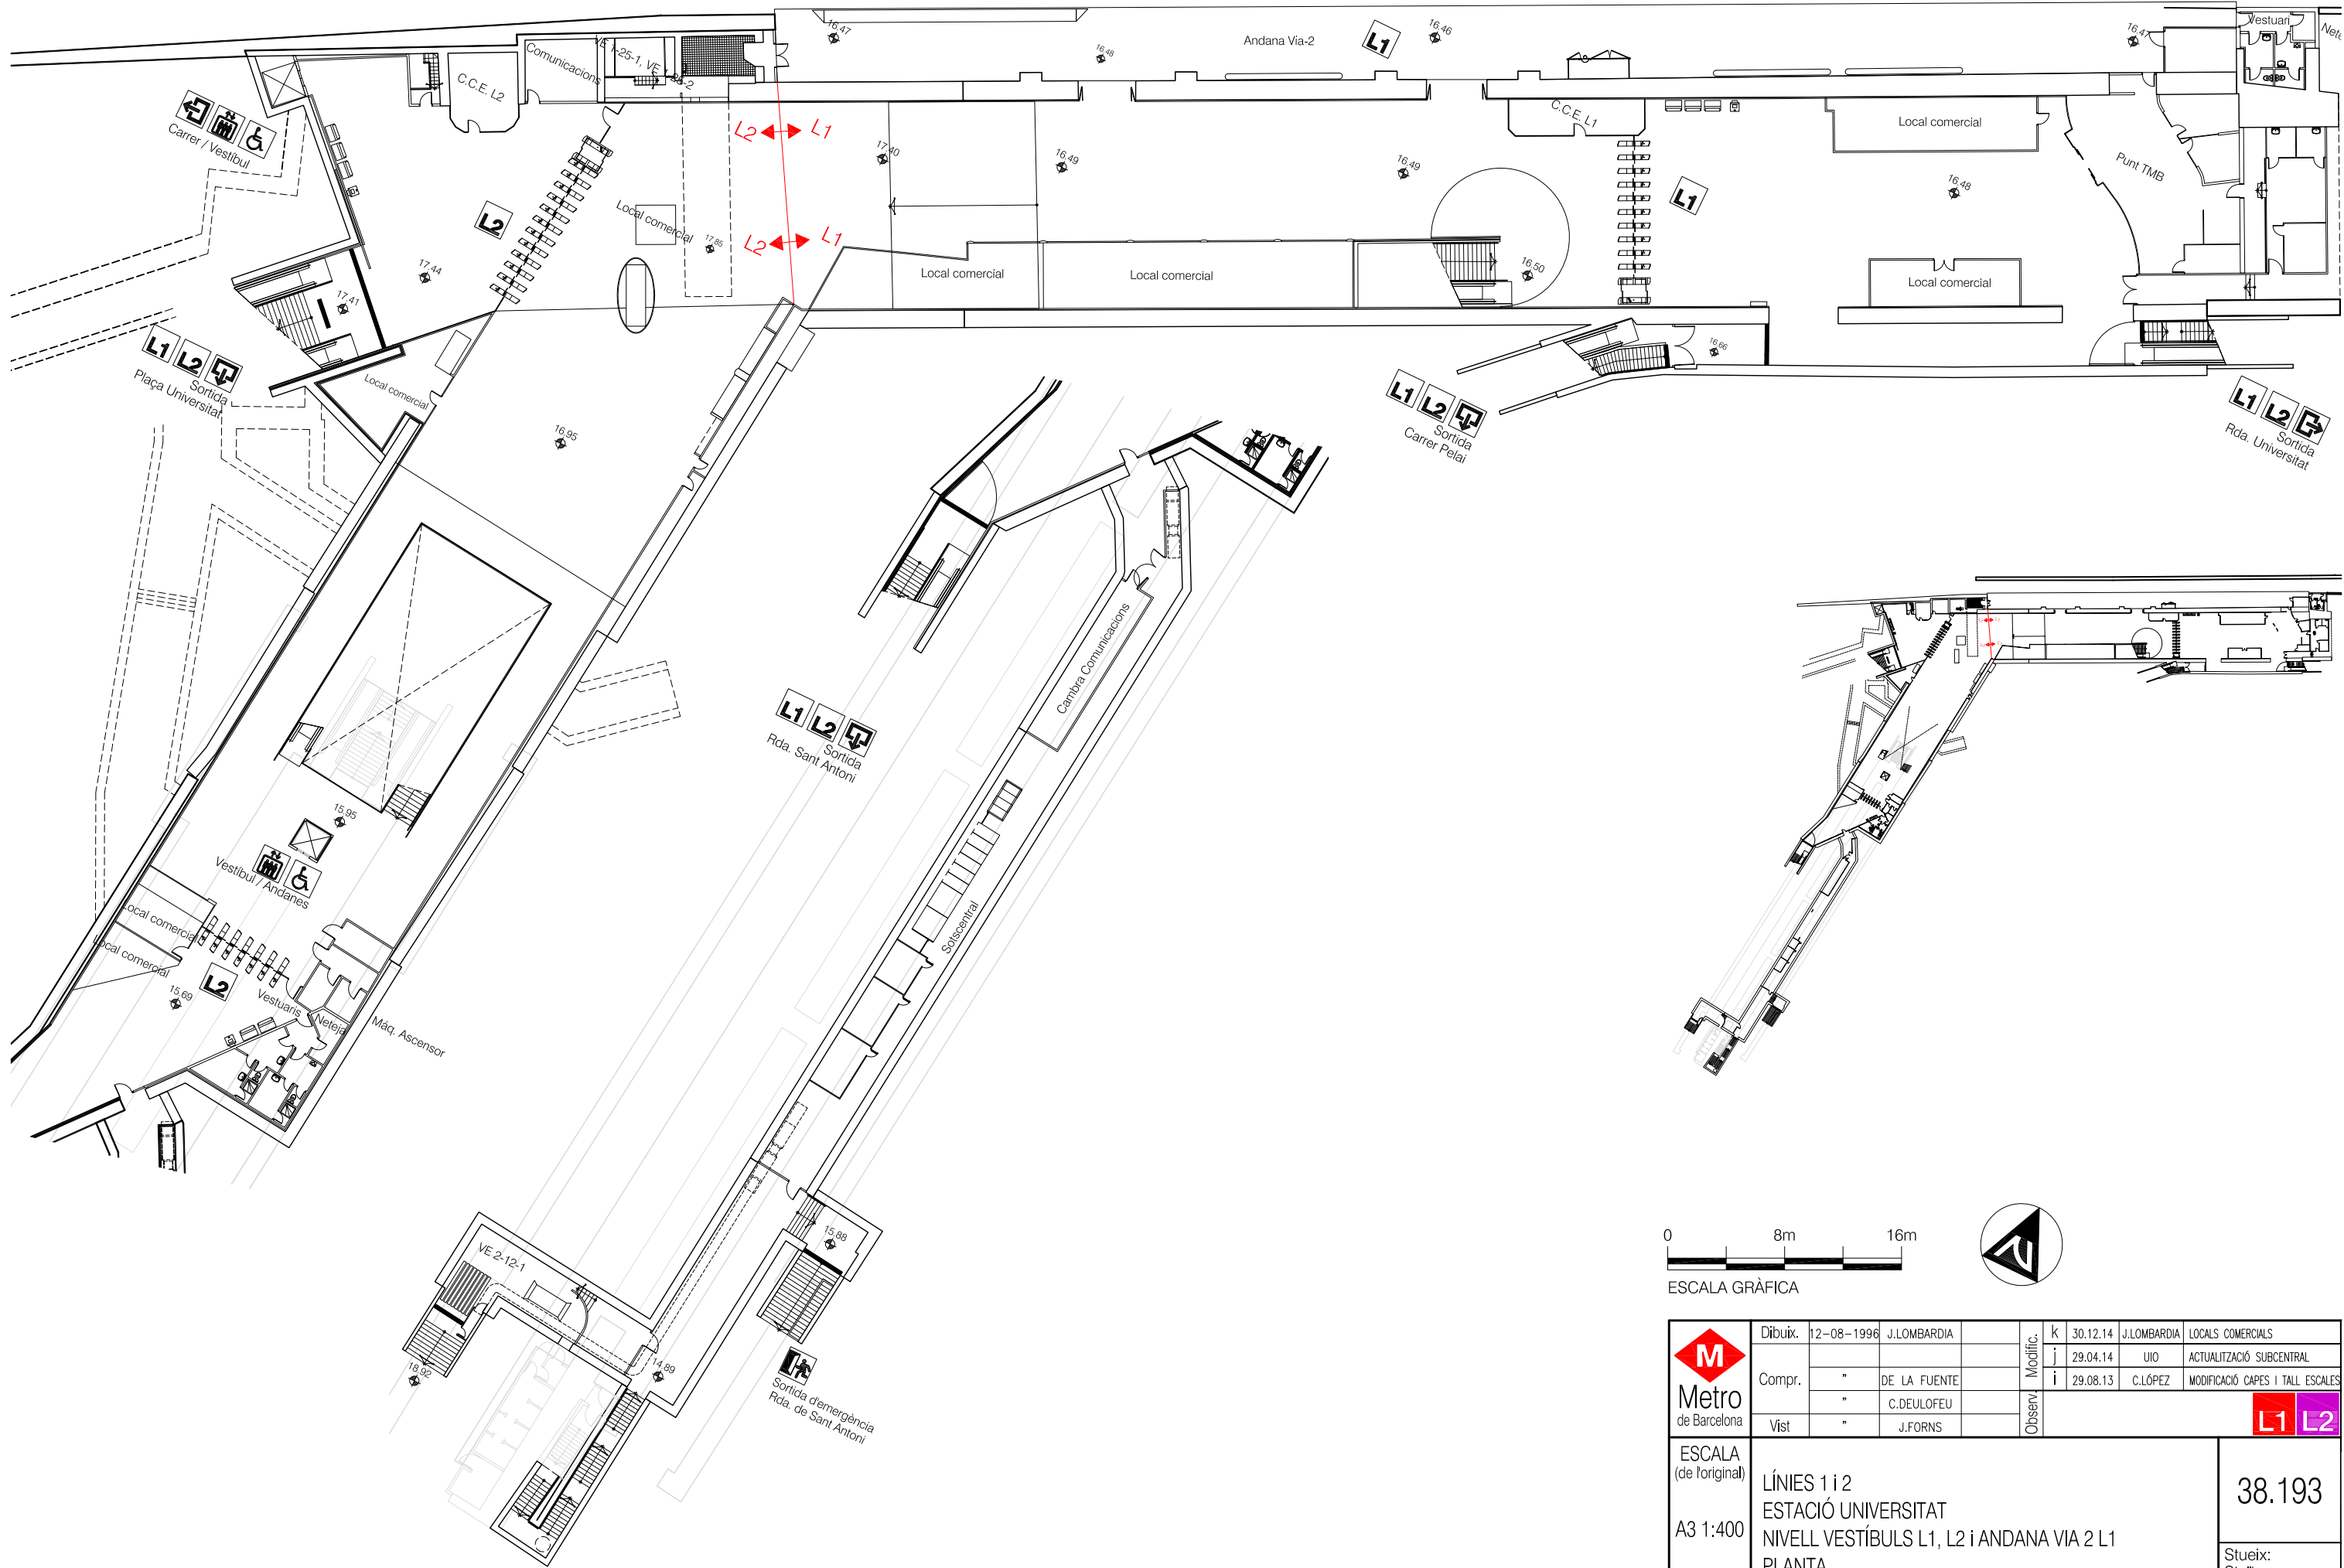 16.47
16.48
Andana Via-2
L1
16.46
16.47
Vestuari
Comunicacions
C.C.E. L2
Carrer / Vestíbul
L2 L1
17.40
16.49
16.49
C.C.E. L1
Local comercial
L1
16.48
Punt TMB
L2
Local comercial
17.85
L2 L1
17.44
17.41
Local comercial
Local comercial
16.50
Local comercial
16.66
L1 L2
Sortida
Plaça Universitat
Local comercial
16.95
L1 L2
Sortida
Carrer Pelai
L1 L2
Sortida
Rda. Universitat
Cambra Comunicacions
L1 L2
Sortida
Rda. Sant Antoni
15.95
Vestíbul / Andanes
Local comercial
Local comercial
L2
15.69
Vestuaris
Neteja
Màq. Ascensor
Sotscentral
VE 2-12-1
15.88
18.92
14.89
Sortida d'emergència
Rda. de Sant Antoni
0 8m 16m
ESCALA GRÀFICA
M
Metro
de Barcelona
Dibuix. 12-08-1996 J.LOMBARDIA
Compr. " DE LA FUENTE
" C.DEULOFEU
Vist " J.FORNS
Modific.
k 30.12.14 J.LOMBARDIA LOCALS COMERCIALS
j 29.04.14 UIO ACTUALITZACIÓ SUBCENTRAL
i 29.08.13 C.LÓPEZ MODIFICACIÓ CAPES I TALL ESCALES
Observ.
L1 L2
ESCALA
(de l'original)
A3 1:400
LÍNIES 1 i 2
ESTACIÓ UNIVERSITAT
NIVELL VESTÍBULS L1, L2 i ANDANA VIA 2 L1
PLANTA
38.193
Stueix: